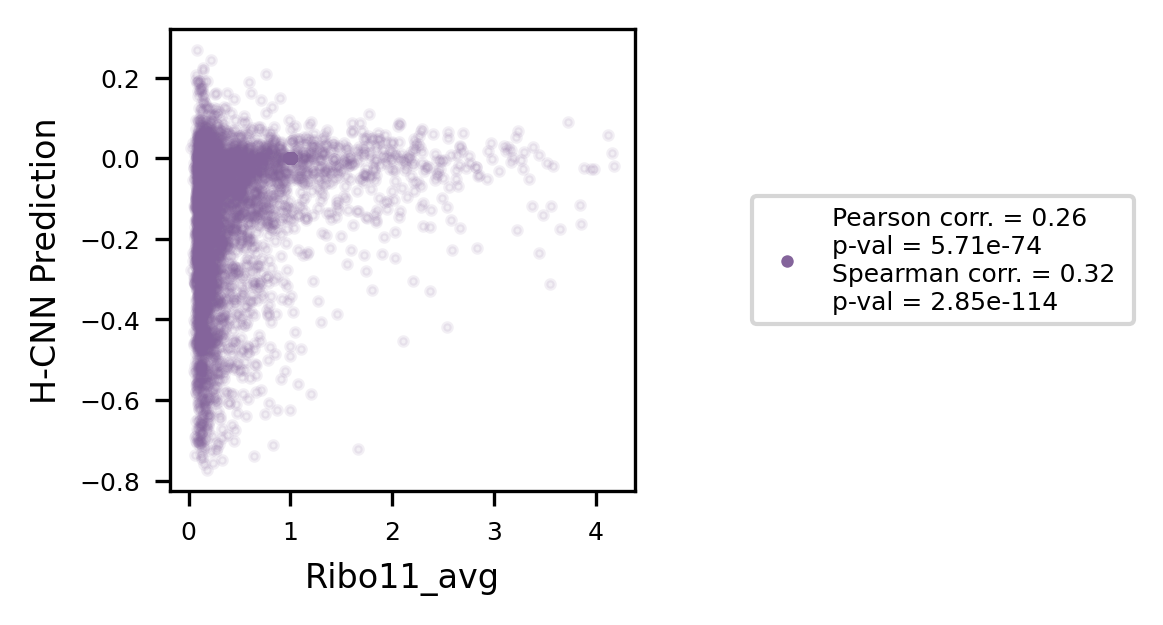 H-CNN Prediction
0.2
0.0
−0.2
−0.4
−0.6
−0.8
0
1
2
3
4
Ribo11_avg
Pearson corr. = 0.26
p-val = 5.71e-74
Spearman corr. = 0.32
p-val = 2.85e-114